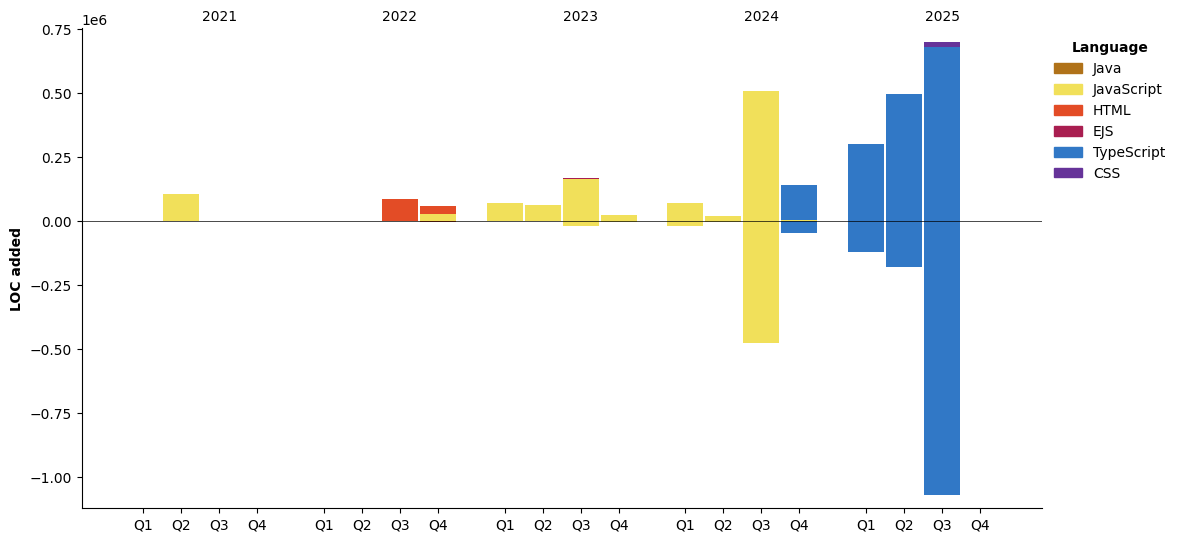 2021 2022 2023 2024 2025
1e6
0.75
0.50
0.25
0.00
−0.25
−0.50
−0.75
−1.00
LOC added
Q1 Q2 Q3 Q4 Q1 Q2 Q3 Q4 Q1 Q2 Q3 Q4 Q1 Q2 Q3 Q4 Q1 Q2 Q3 Q4
Language
Java
JavaScript
HTML
EJS
TypeScript
CSS